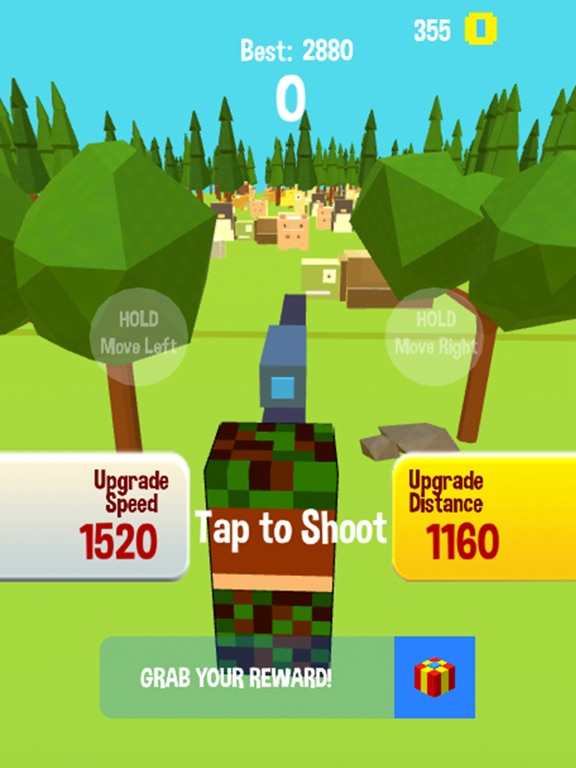 355
Best: 2880
0
HOLD
Move Left
HOLD
Move Right
Upgrade
Speed
1520
Upgrade
Distance
1160
Tap to Shoot
GRAB YOUR REWARD!